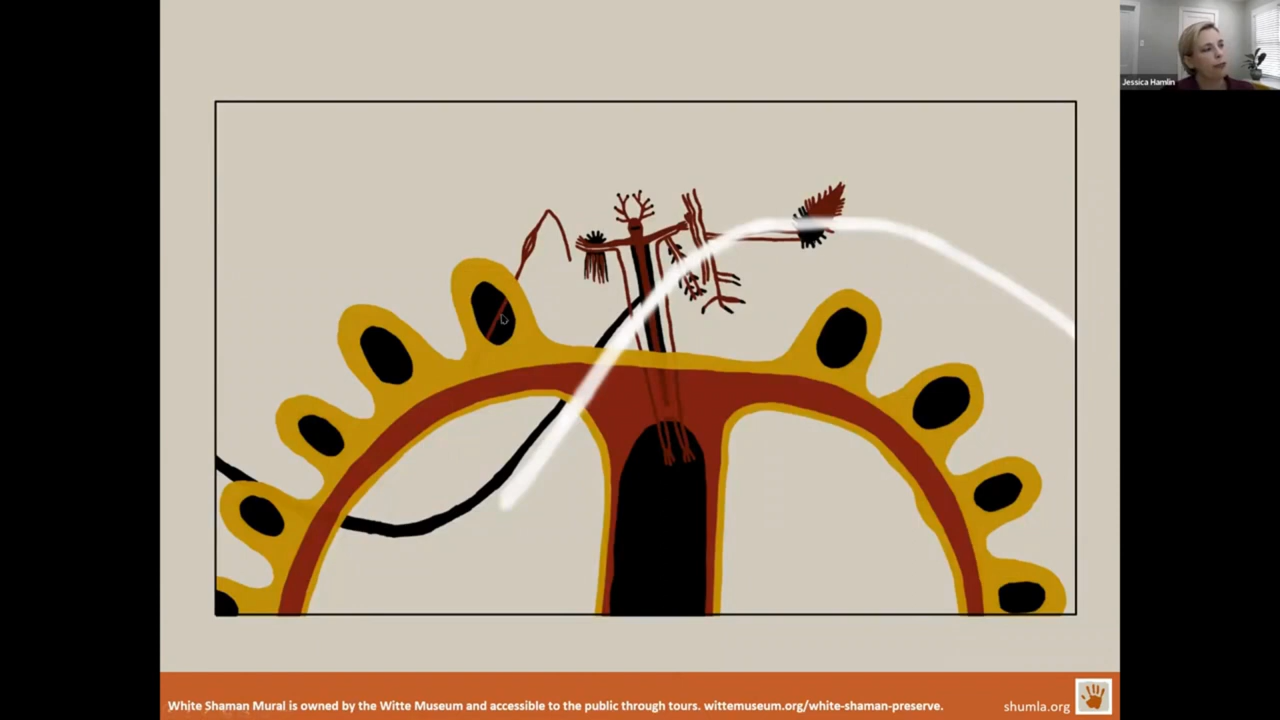 Jessica Hamlin
White Shaman Mural is owned by the Witte Museum and accessible to the public through tours. wittemuseum.org/white-shaman-preserve.
shumla.org